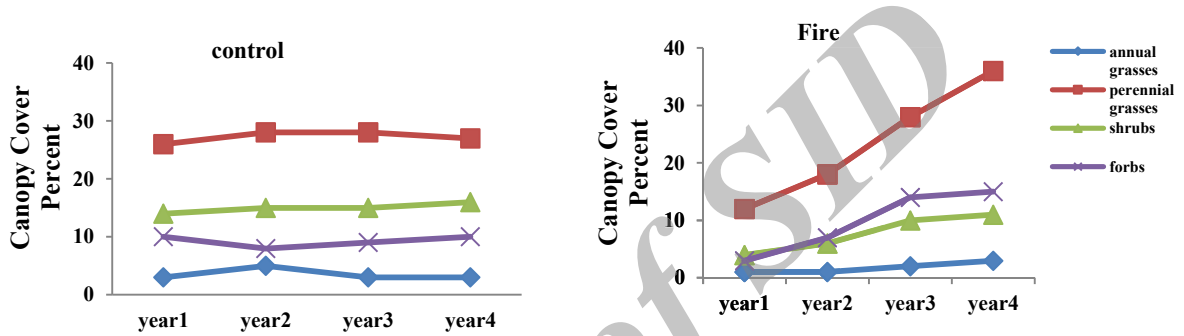 control
Canopy Cover
Percent
40
30
20
10
0
year1 year2 year3 year4
Fire
Canopy Cover
Percent
40
30
20
10
0
year1 year2 year3 year4
annual
grasses
perennial
grasses
shrubs
forbs
of SID